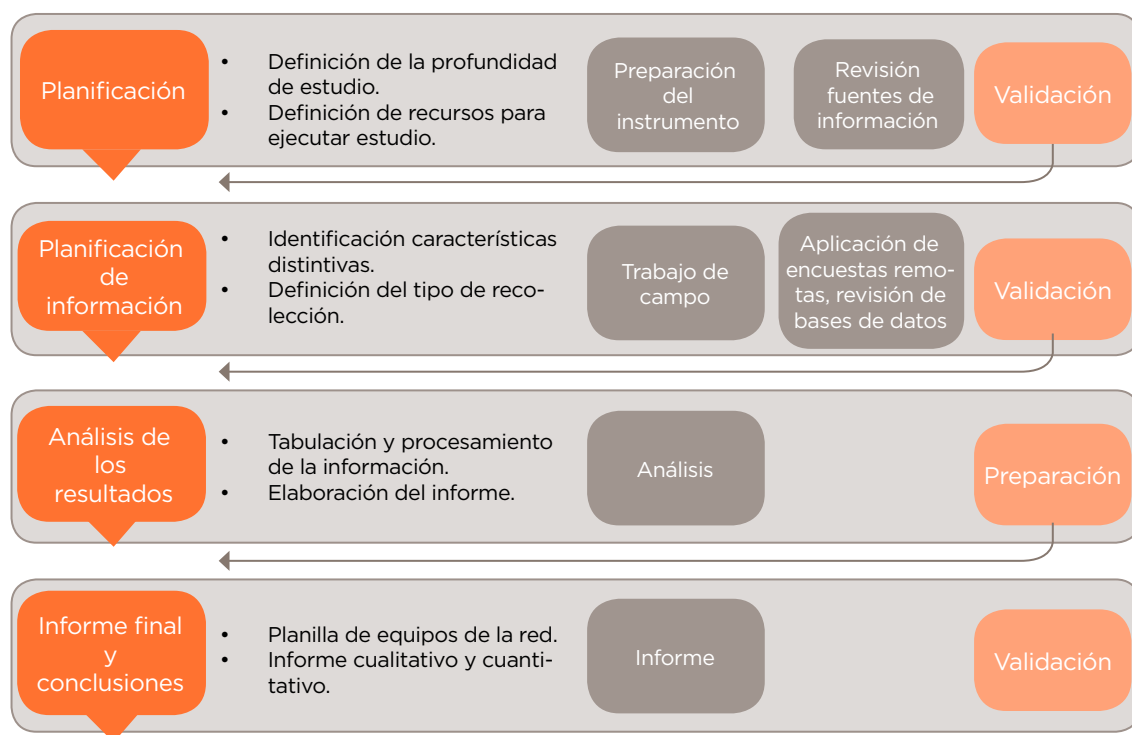 Planificación
• Definición de la profundidad
de estudio.
• Definición de recursos para
ejecutar estudio.
Preparación
del
instrumento
Revisión
fuentes de
información
Validación
Planificación
de
información
• Identificación características
distintivas.
• Definición del tipo de reco-
lección.
Trabajo de
campo
Aplicación de
encuestas remo-
tas, revisión de
bases de datos
Validación
Análisis de
los
resultados
• Tabulación y procesamiento
de la información.
• Elaboración del informe.
Análisis
Preparación
Informe final
y
conclusiones
• Planilla de equipos de la red.
• Informe cualitativo y cuanti-
tativo.
Informe
Validación